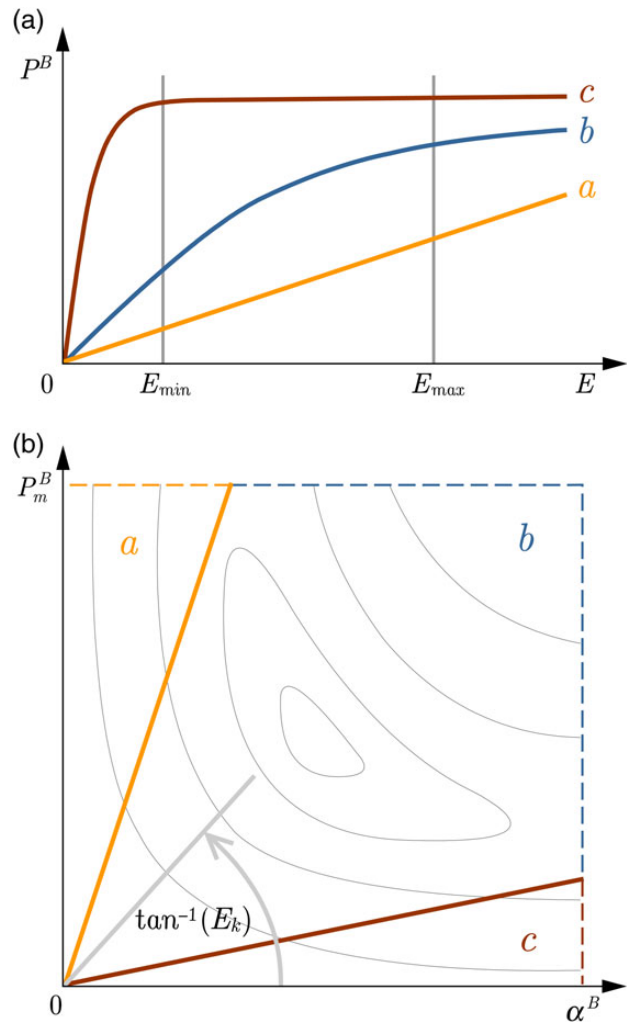 (a)
P^B
c
b
a
0
E_min
E_max
E
(b)
P_m^B
a
b
tan⁻¹(E_k)
c
0
α^B